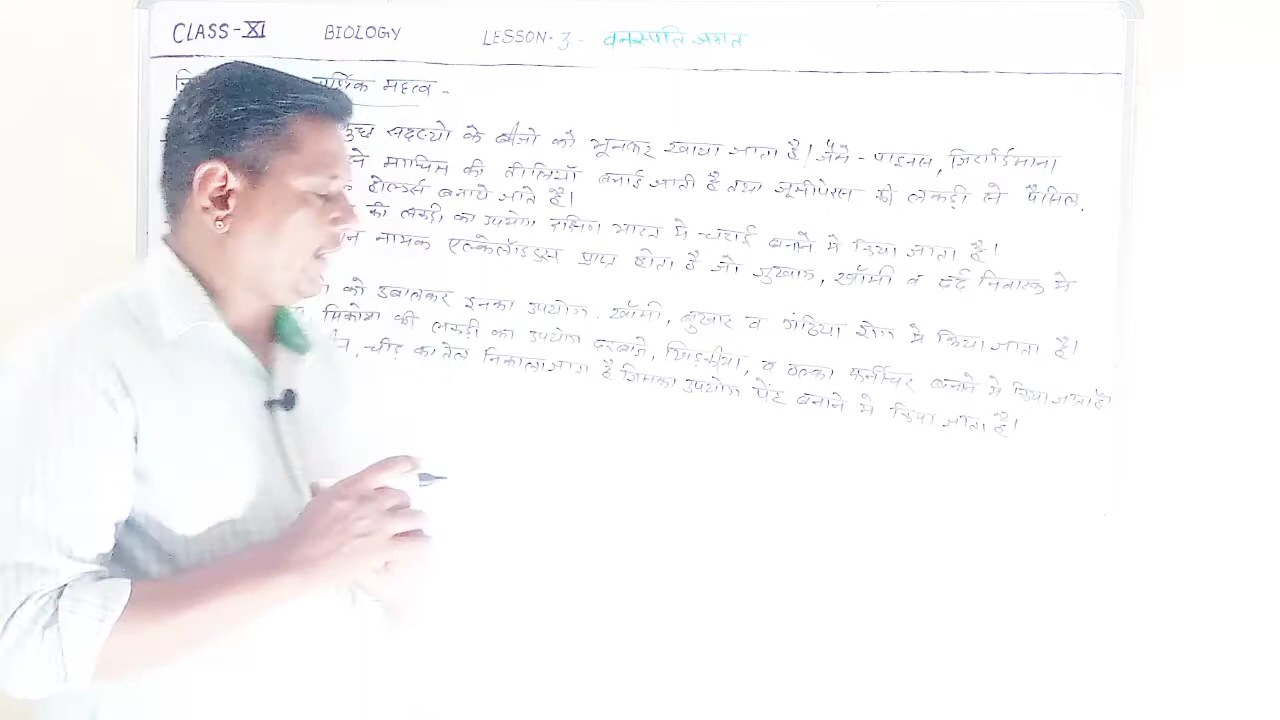 CLASS-XI BIOLOGY LESSON-3- वनस्पति जगत
आर्थिक महत्व -
कुछ सदस्यो के बीजो को भूनकर खाया जाता है। जैसे - पाइनस, जिरार्डिमाना
माचिस की तीलियाँ बनाई जाती है तथा जूनीपेरस की लकड़ी से पैंसिल,
होल्डर्स बनाये जाते है।
की लकड़ी का उपयोग दक्षिण भारत मे चटाई बनाने मे किया जाता है।
नामक एल्केलॉइड्स प्राप्त होता है जो जुखाम, खाँसी व दर्द निवारक मे
को उबालकर इनका उपयोग खाँसी, बुखार व गंठिया रोग मे किया जाता है।
की लकड़ी का उपयोग दरवाजे, खिड़कीया, व हल्का फर्नीचर बनाने मे किया जाता है
, चीड़ का तेल निकाला जाता है जिसका उपयोग पेंट बनाने मे किया जाता है।